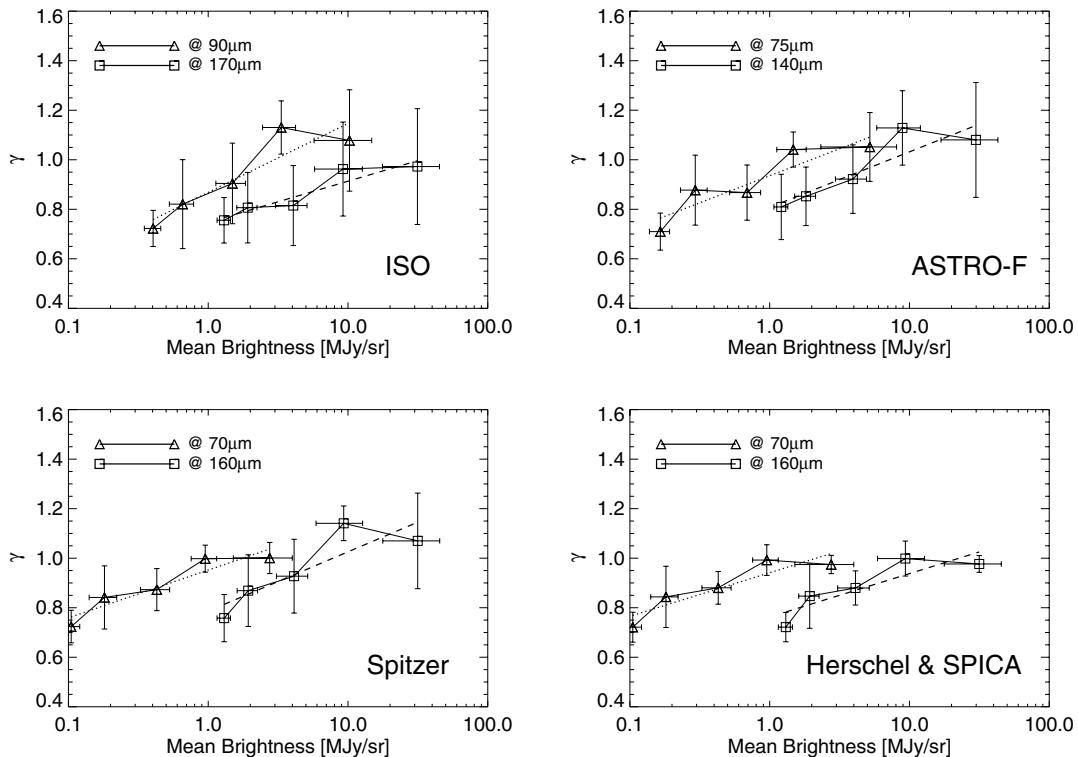 1.6
1.4
1.2
1.0
0.8
0.6
0.4
γ
@ 90μm
@ 170μm
ISO
0.1 1.0 10.0 100.0
Mean Brightness [MJy/sr]
1.6
1.4
1.2
1.0
0.8
0.6
0.4
γ
@ 75μm
@ 140μm
ASTRO-F
0.1 1.0 10.0 100.0
Mean Brightness [MJy/sr]
1.6
1.4
1.2
1.0
0.8
0.6
0.4
γ
@ 70μm
@ 160μm
Spitzer
0.1 1.0 10.0 100.0
Mean Brightness [MJy/sr]
1.6
1.4
1.2
1.0
0.8
0.6
0.4
γ
@ 70μm
@ 160μm
Herschel & SPICA
0.1 1.0 10.0 100.0
Mean Brightness [MJy/sr]